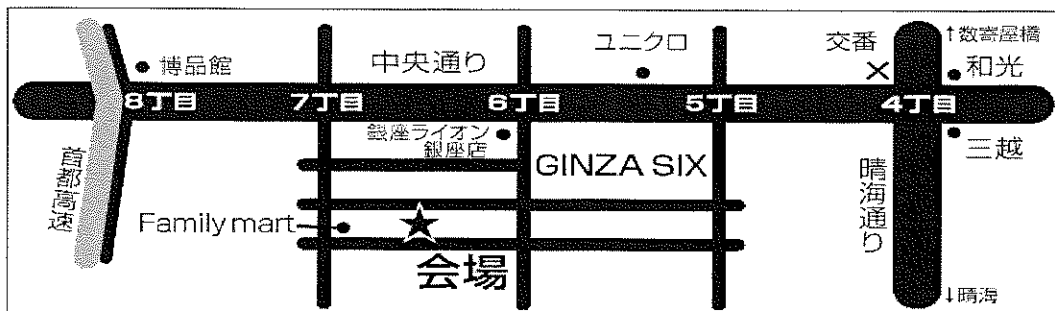 ↑数寄屋橋
ユニクロ
交番
中央通り
博品館
和光
8丁目
7丁目
6丁目
5丁目
4丁目
銀座ライオン
銀座店
三越
GINZA SIX
首都高速
晴海通り
Family mart
会場
↓晴海